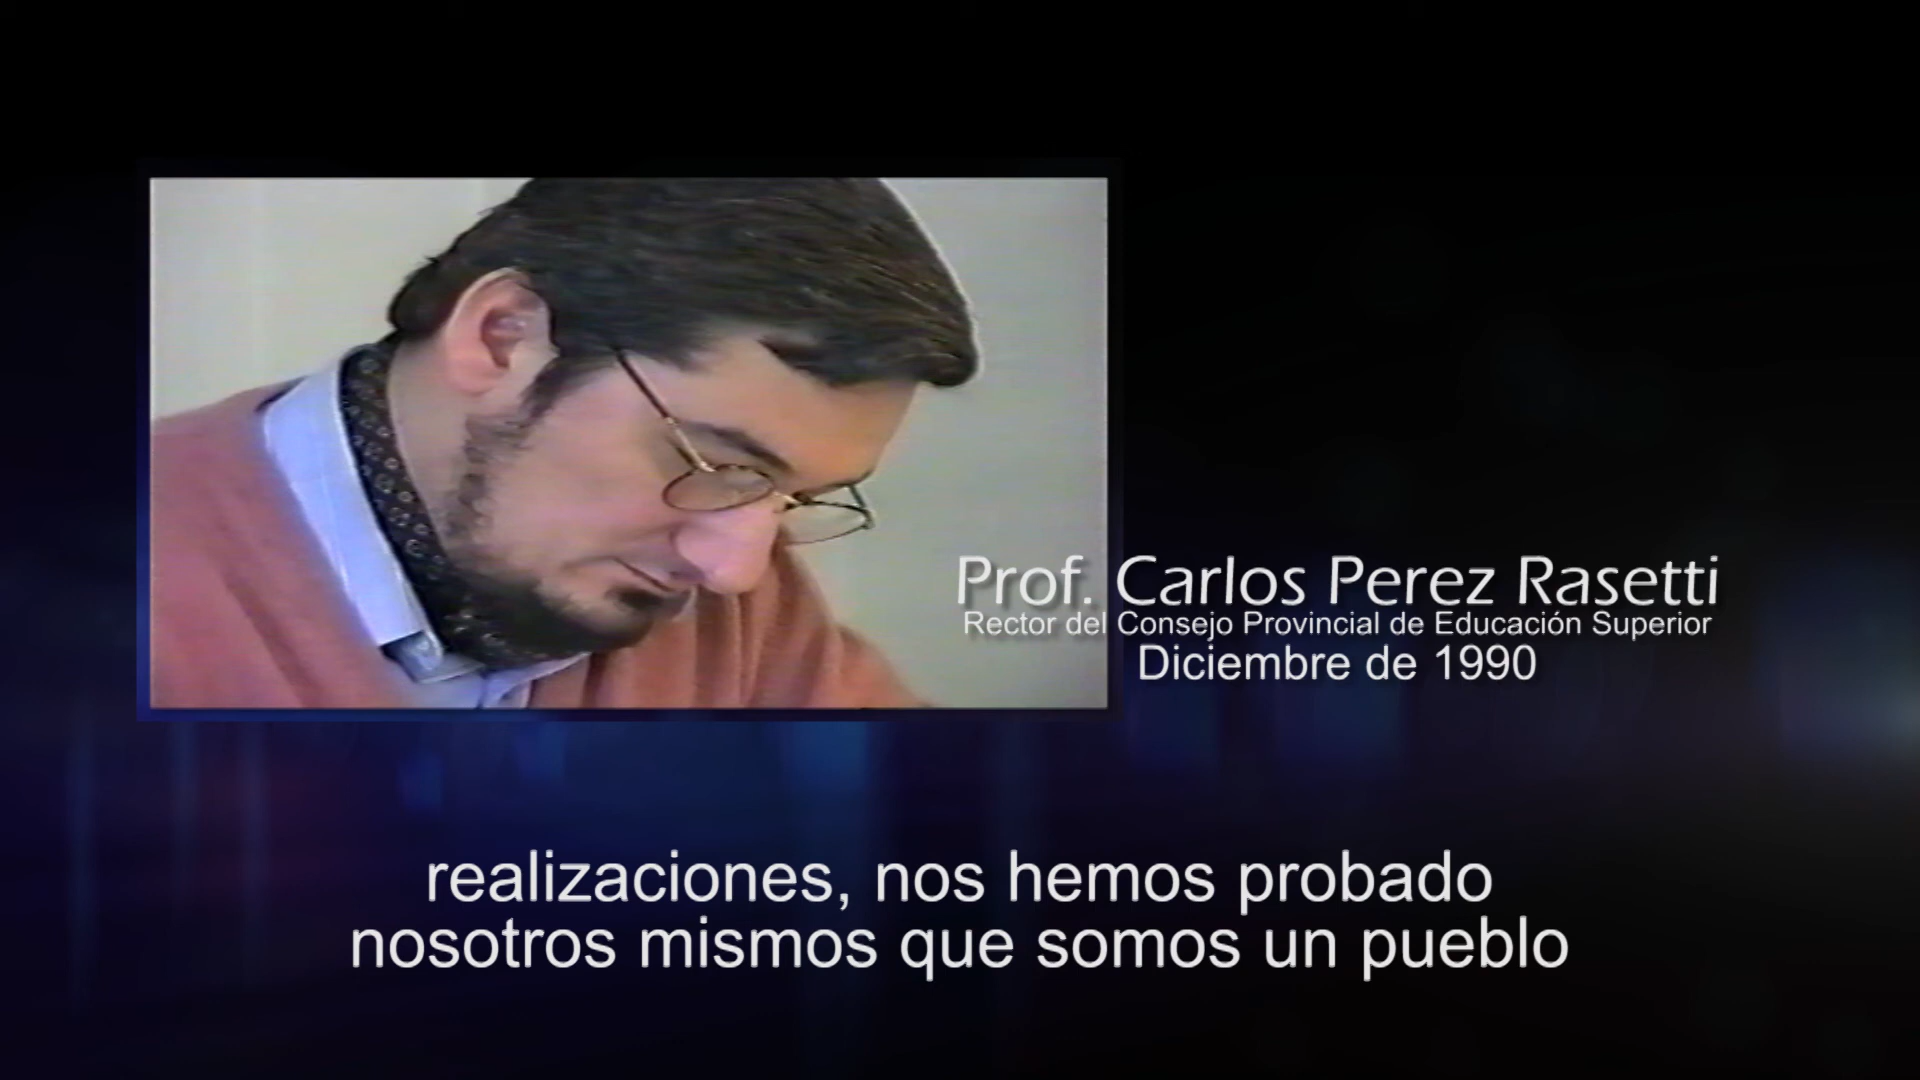 Prof. Carlos Perez Rasetti
Rector del Consejo Provincial de Educación Superior
Diciembre de 1990
realizaciones, nos hemos probado
nosotros mismos que somos un pueblo